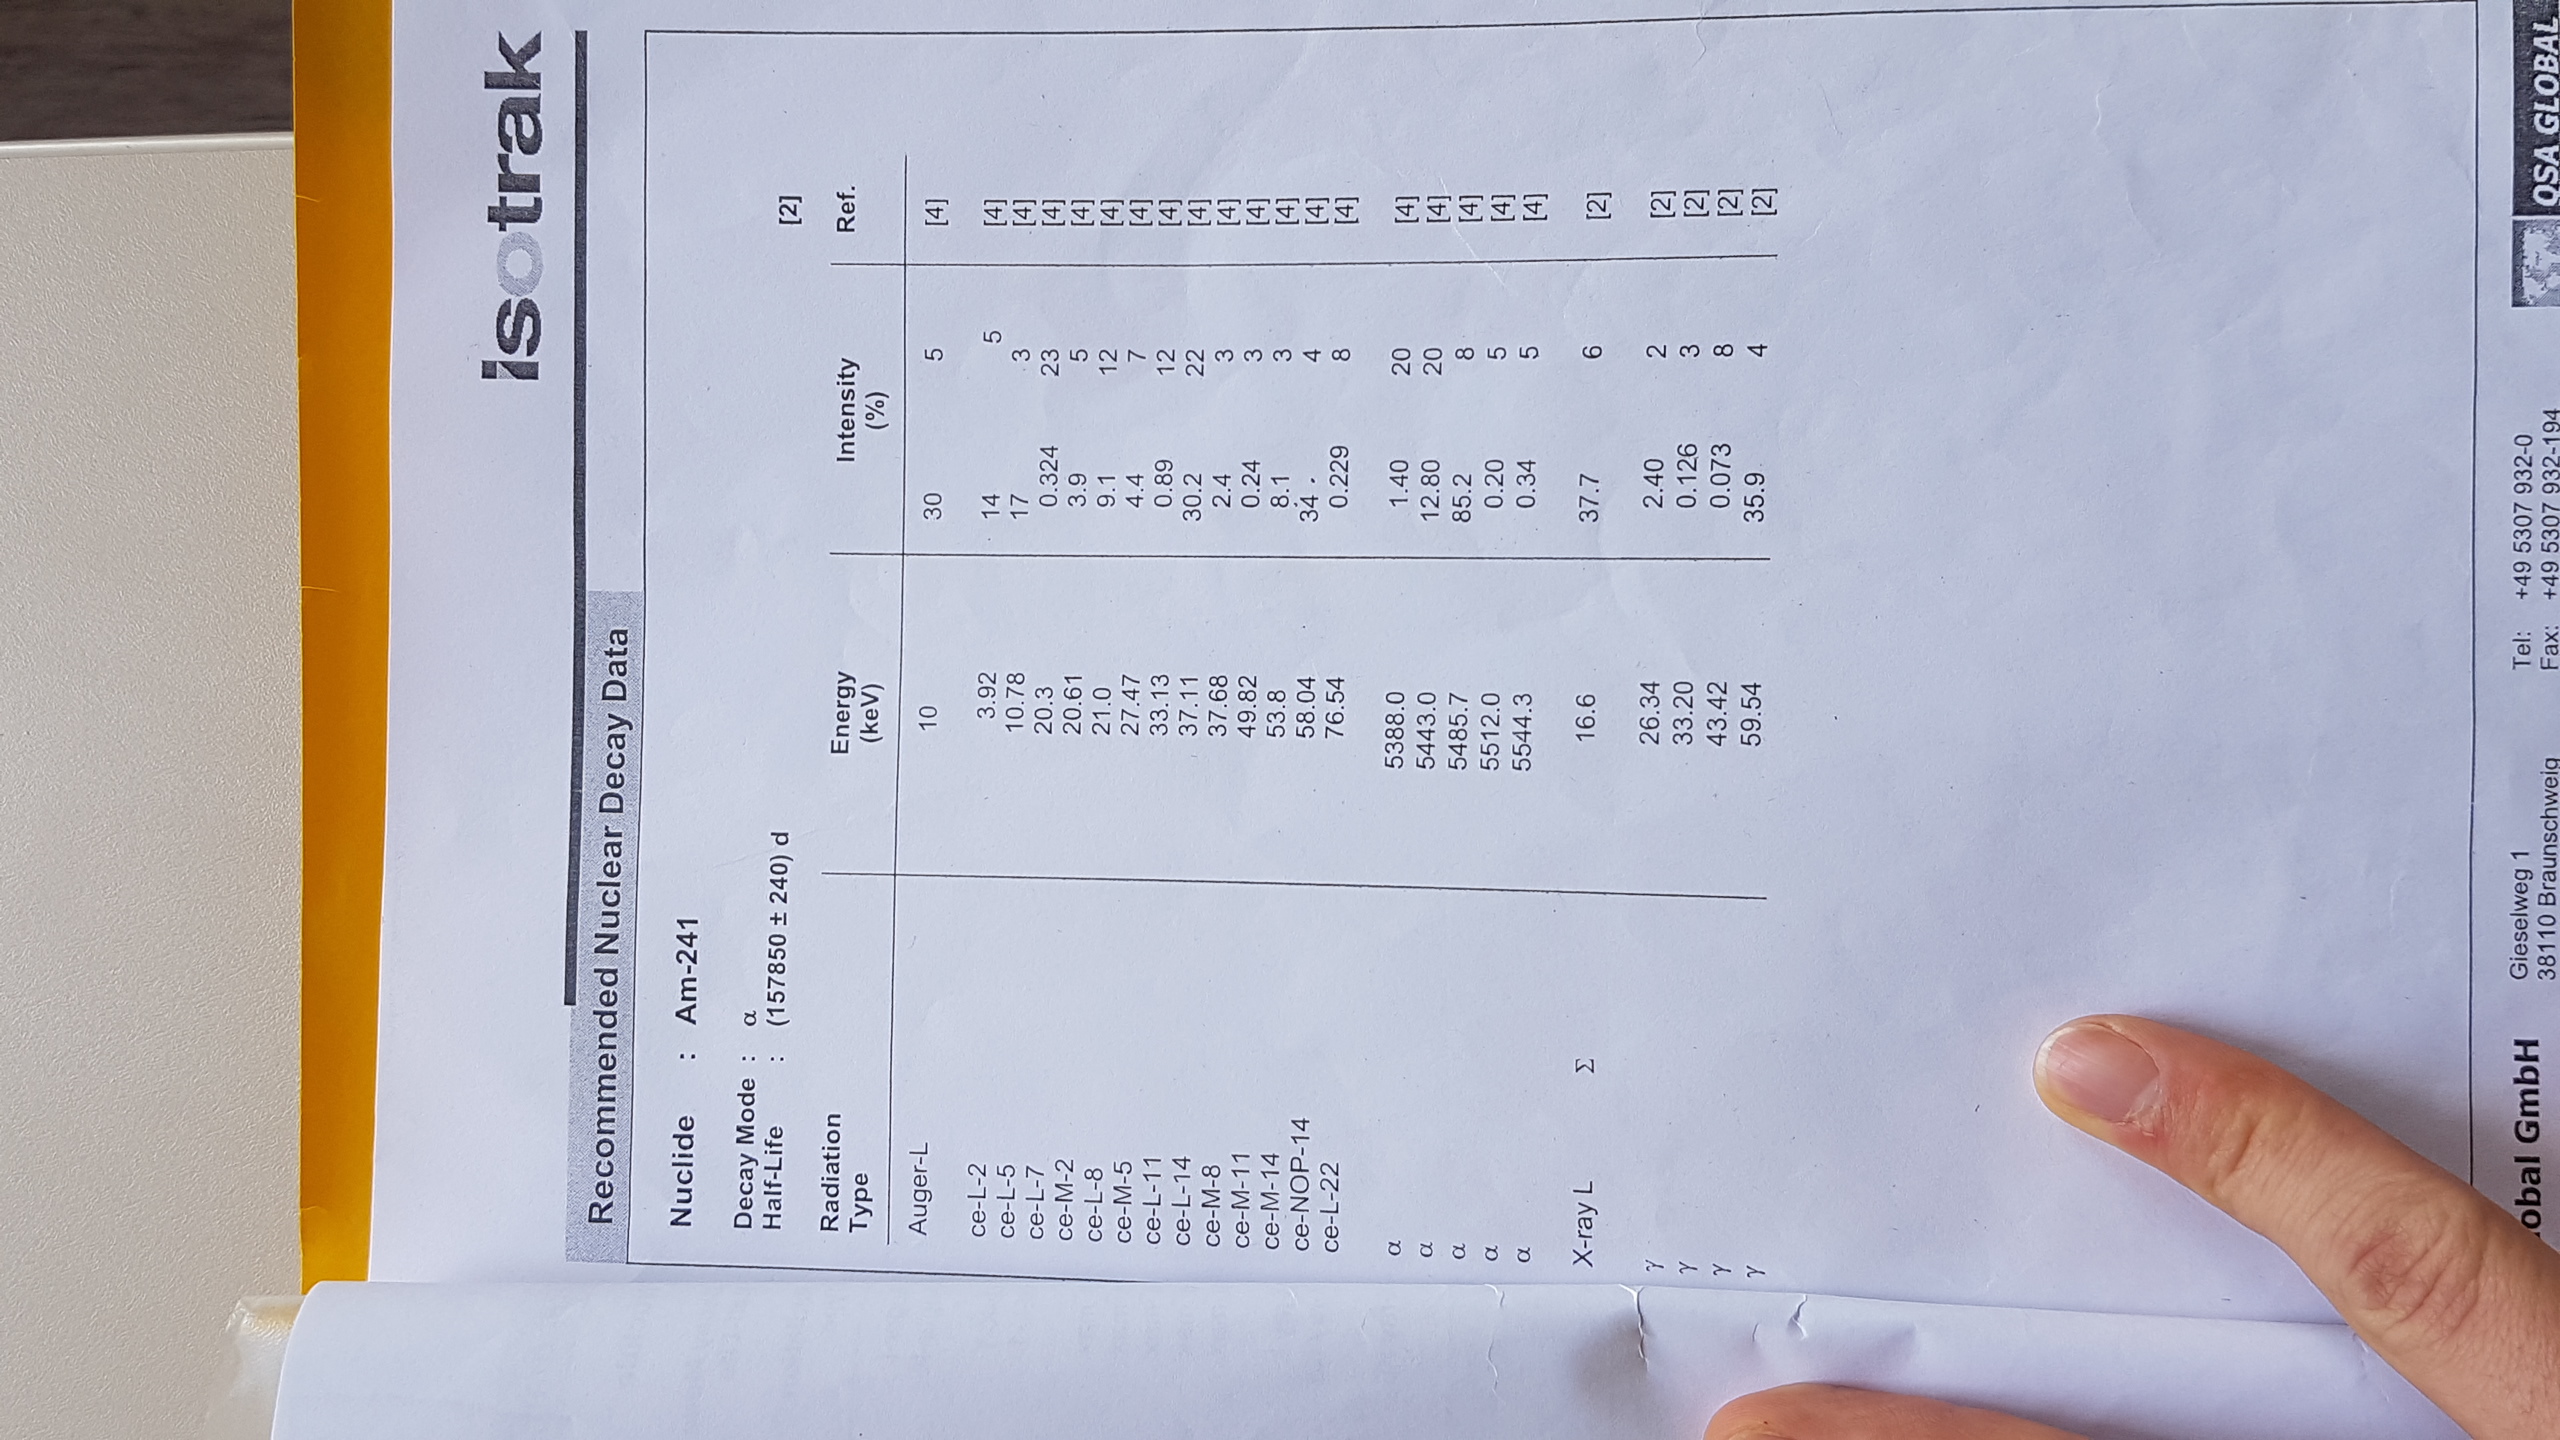 isotrak
Recommended Nuclear Decay Data
Nuclide : Am-241
Decay Mode : α
Half-Life : (157850 ± 240) d [2]
Radiation Type Energy (keV) Intensity (%) Ref.
Auger-L 10 30 5 [4]
ce-L-2 3.92 14 5 [4]
ce-L-5 10.78 17 3 [4]
ce-L-7 20.3 0.324 23 [4]
ce-M-2 20.61 3.9 5 [4]
ce-L-8 21.0 9.1 12 [4]
ce-M-5 27.47 4.4 7 [4]
ce-L-11 33.13 0.89 12 [4]
ce-L-14 37.11 30.2 22 [4]
ce-M-8 37.68 2.4 3 [4]
ce-M-11 49.82 0.24 3 [4]
ce-M-14 53.8 8.1 3 [4]
ce-NOP-14 58.04 34 4 [4]
ce-L-22 76.54 0.229 8 [4]
α 5388.0 1.40 20 [4]
α 5443.0 12.80 20 [4]
α 5485.7 85.2 8 [4]
α 5512.0 0.20 5 [4]
α 5544.3 0.34 5 [4]
X-ray L Σ 16.6 37.7 6 [2]
γ 26.34 2.40 2 [2]
γ 33.20 0.126 3 [2]
γ 43.42 0.073 8 [2]
γ 59.54 35.9 4 [2]
obal GmbH Gieselweg 1 Tel: +49 5307 932-0
38110 Braunschweig Fax: +49 5307 932-194 QSA GLOBAL